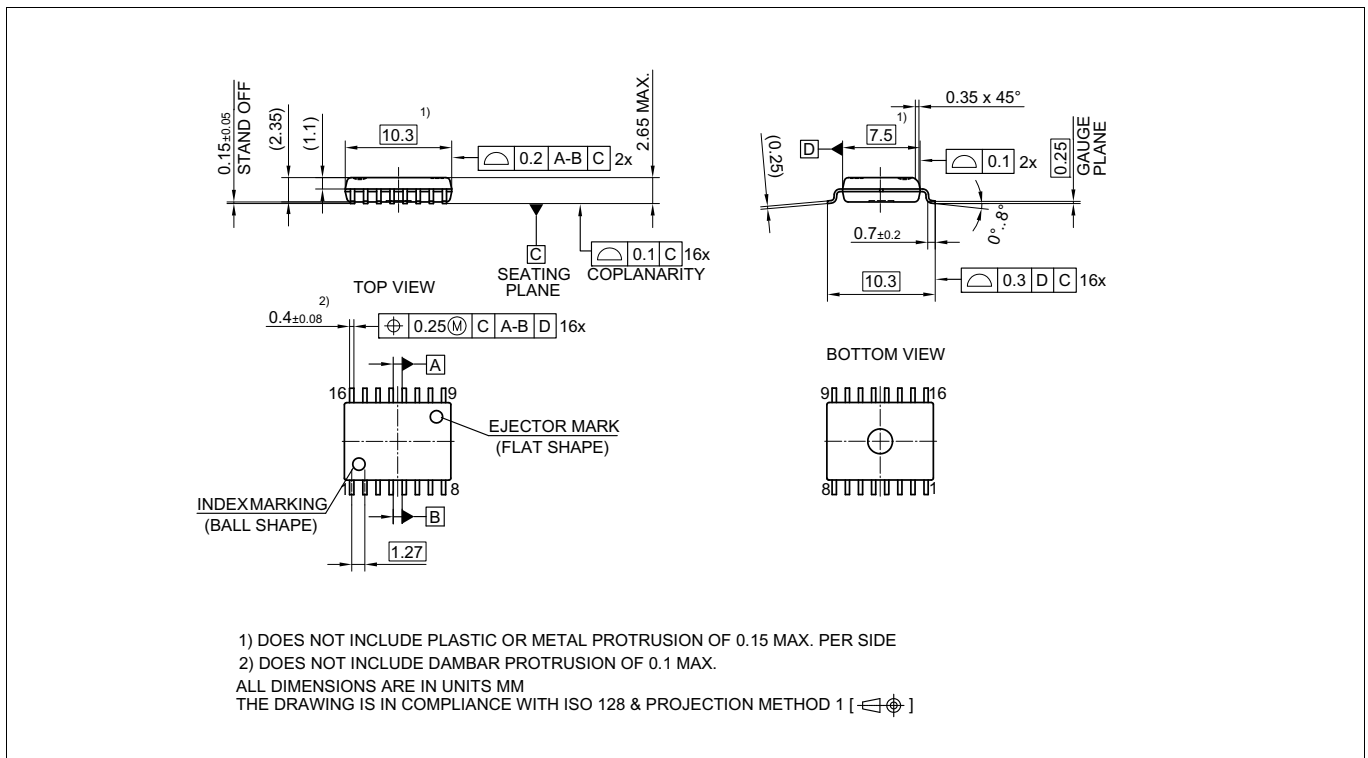 0.15±0.05
STAND OFF
(2.35)
(1.1)
1)
10.3
2.65 MAX.
0.2 A-B C 2x
C
SEATING
PLANE
0.1 C 16x
COPLANARITY
0.35 x 45°
1)
7.5
D
(0.25)
0.1 2x
0.25
GAUGE
PLANE
0°..8°
0.7±0.2
10.3
0.3 D C 16x
TOP VIEW
2)
0.4±0.08
0.25 M C A-B D 16x
A
16 9
EJECTOR MARK
(FLAT SHAPE)
1 8
INDEX MARKING
(BALL SHAPE)
B
1.27
BOTTOM VIEW
9 16
8 1
1) DOES NOT INCLUDE PLASTIC OR METAL PROTRUSION OF 0.15 MAX. PER SIDE
2) DOES NOT INCLUDE DAMBAR PROTRUSION OF 0.1 MAX.
ALL DIMENSIONS ARE IN UNITS MM
THE DRAWING IS IN COMPLIANCE WITH ISO 128 & PROJECTION METHOD 1 [ ]